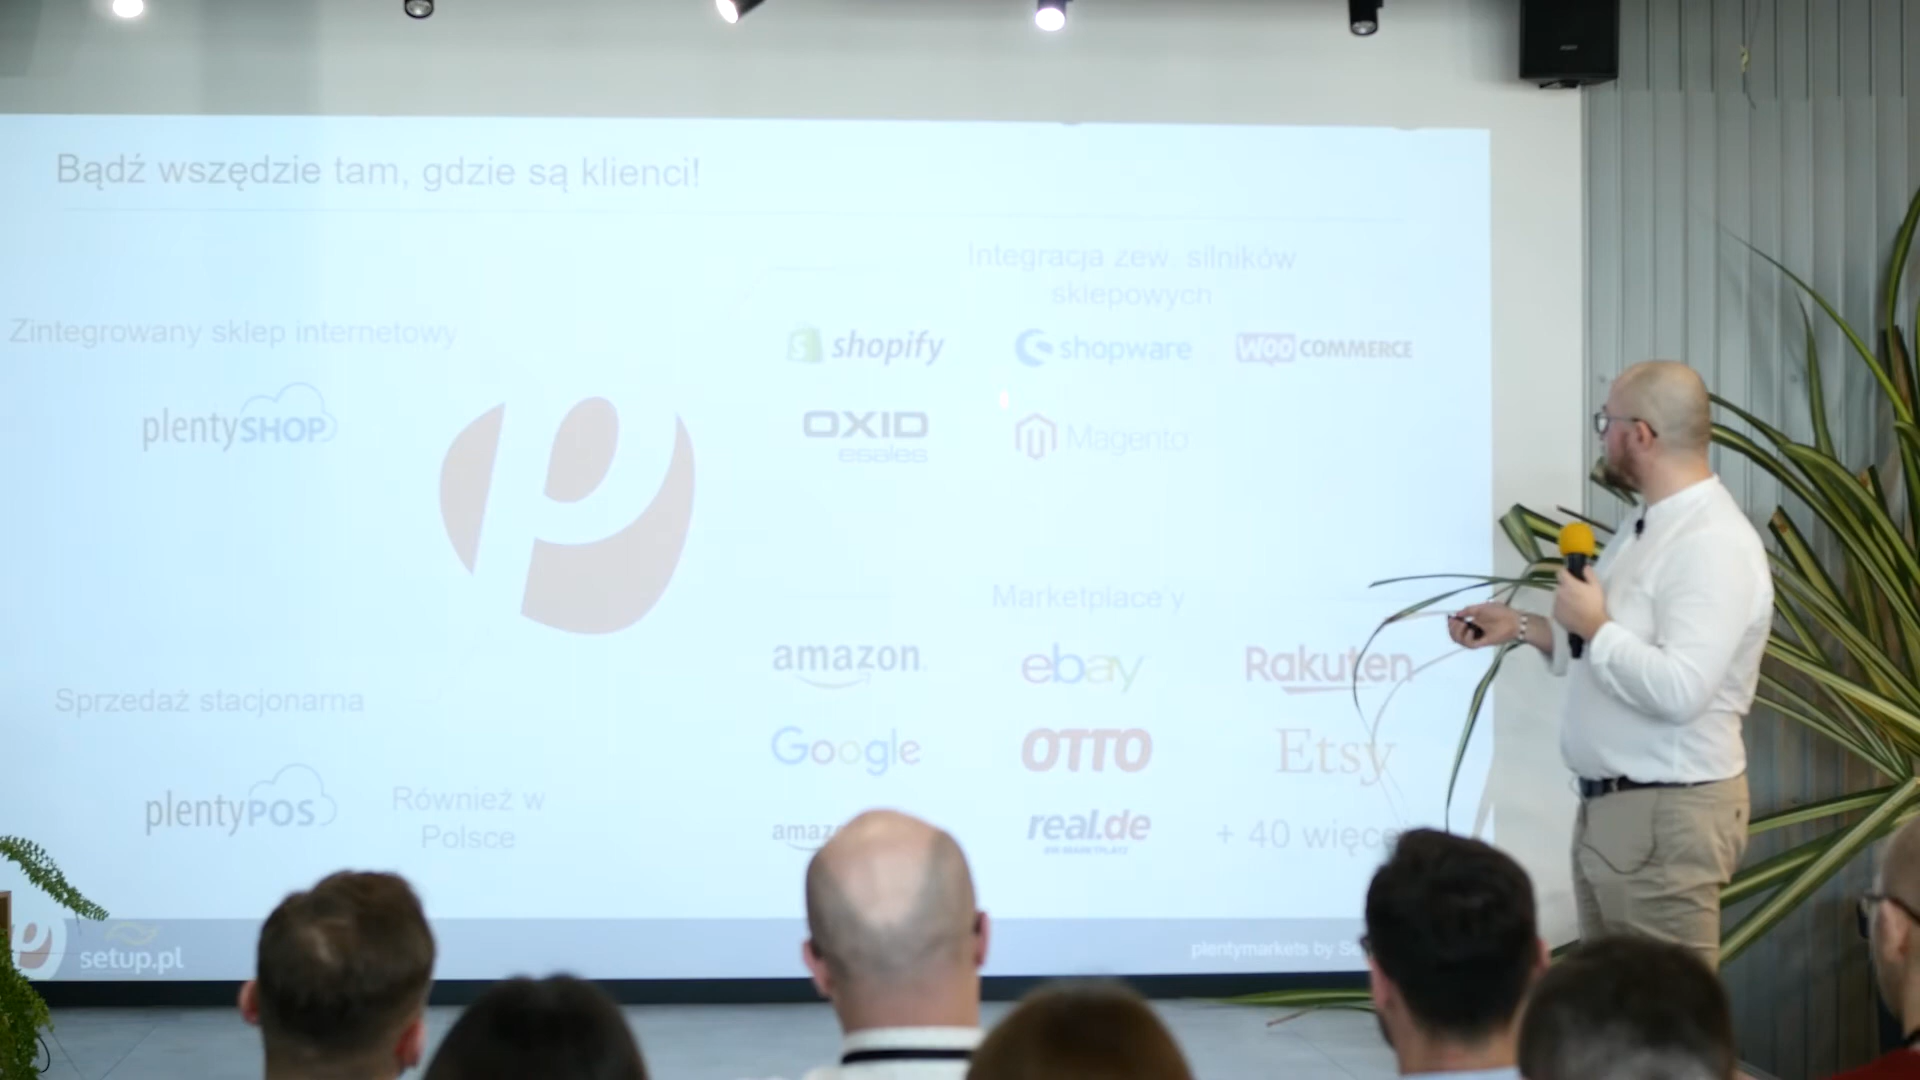 Bądź wszędzie tam, gdzie są klienci!
Integracja zew. silników
sklepowych
Zintegrowany sklep internetowy
shopify
shopware
WOO COMMERCE
plentySHOP
OXID
esales
Magento
Marketplace'y
amazon
ebay
Rakuten
Sprzedaż stacjonarna
Google
OTTO
Etsy
plentyPOS
Również w
Polsce
real.de
+ 40 więcej
setup.pl
plentymarkets by